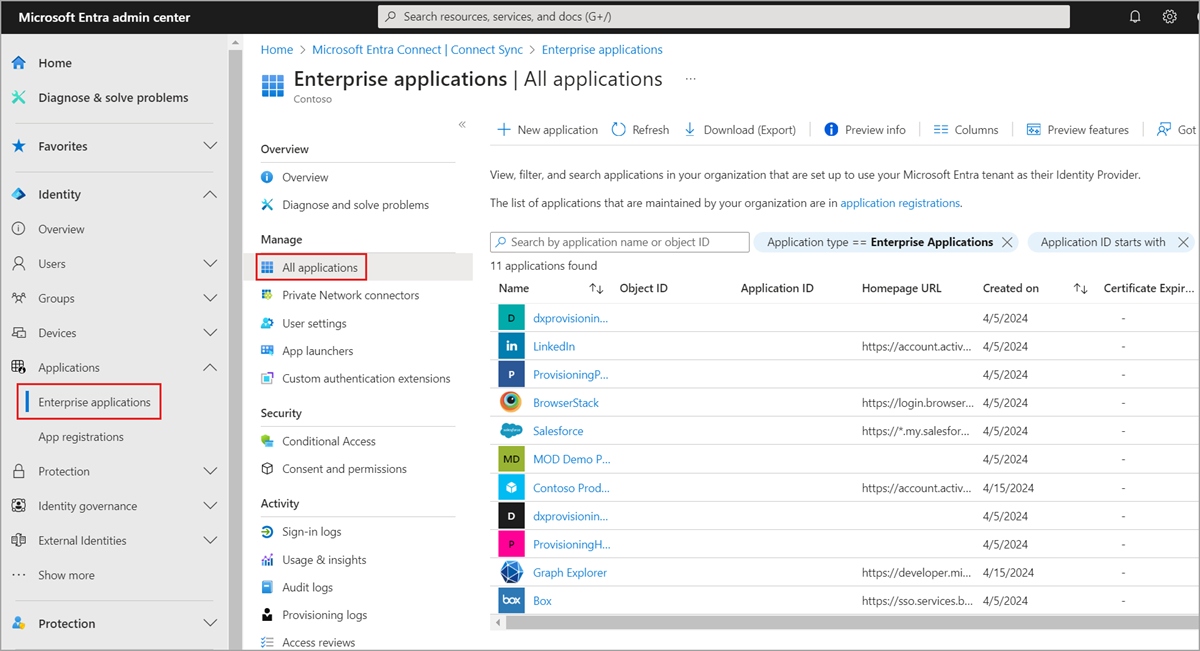 Microsoft Entra admin center
Search resources, services, and docs (G+/)
Home
Diagnose & solve problems
Favorites
Identity
Overview
Users
Groups
Devices
Applications
Enterprise applications
App registrations
Protection
Identity governance
External Identities
Show more
Protection
Home > Microsoft Entra Connect | Connect Sync > Enterprise applications
Enterprise applications | All applications ...
Contoso
Overview
Overview
Diagnose and solve problems
Manage
All applications
Private Network connectors
User settings
App launchers
Custom authentication extensions
Security
Conditional Access
Consent and permissions
Activity
Sign-in logs
Usage & insights
Audit logs
Provisioning logs
Access reviews
New application Refresh Download (Export) Preview info Columns Preview features Got
View, filter, and search applications in your organization that are set up to use your Microsoft Entra tenant as their Identity Provider.
The list of applications that are maintained by your organization are in application registrations.
Search by application name or object ID Application type == Enterprise Applications Application ID starts with
11 applications found
Name Object ID Application ID Homepage URL Created on Certificate Expir...
D dxprovisionin... 4/5/2024 -
in LinkedIn https://account.activ... 4/5/2024 -
P ProvisioningP... 4/5/2024 -
BrowserStack https://login.browser... 4/5/2024 -
salesforce Salesforce https://*.my.salesfor... 4/5/2024 -
MD MOD Demo P... 4/5/2024 -
Contoso Prod... https://account.activ... 4/15/2024 -
D dxprovisionin... 4/5/2024 -
P ProvisioningH... 4/5/2024 -
Graph Explorer https://developer.mi... 4/15/2024 -
box Box https://sso.services.b... 4/5/2024 -